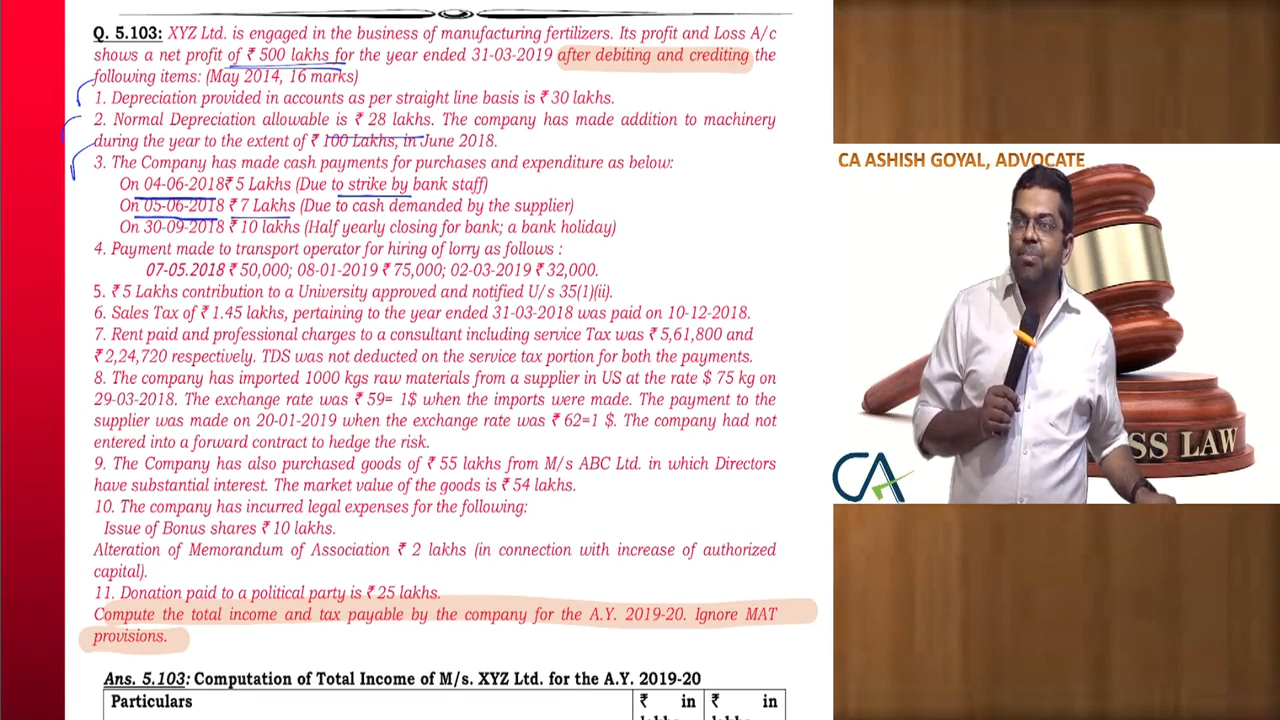 Q. 5.103: XYZ Ltd. is engaged in the business of manufacturing fertilizers. Its profit and Loss A/c
shows a net profit of ₹ 500 lakhs for the year ended 31-03-2019 after debiting and crediting the
following items: (May 2014, 16 marks)
1. Depreciation provided in accounts as per straight line basis is ₹ 30 lakhs.
2. Normal Depreciation allowable is ₹ 28 lakhs. The company has made addition to machinery
during the year to the extent of ₹ 100 Lakhs, in June 2018.
3. The Company has made cash payments for purchases and expenditure as below:
On 04-06-2018₹ 5 Lakhs (Due to strike by bank staff)
On 05-06-2018 ₹ 7 Lakhs (Due to cash demanded by the supplier)
On 30-09-2018 ₹ 10 lakhs (Half yearly closing for bank; a bank holiday)
4. Payment made to transport operator for hiring of lorry as follows :
07-05.2018 ₹ 50,000; 08-01-2019 ₹ 75,000; 02-03-2019 ₹ 32,000.
5. ₹ 5 Lakhs contribution to a University approved and notified U/s 35(1)(ii).
6. Sales Tax of ₹ 1.45 lakhs, pertaining to the year ended 31-03-2018 was paid on 10-12-2018.
7. Rent paid and professional charges to a consultant including service Tax was ₹ 5,61,800 and
₹ 2,24,720 respectively. TDS was not deducted on the service tax portion for both the payments.
8. The company has imported 1000 kgs raw materials from a supplier in US at the rate $ 75 kg on
29-03-2018. The exchange rate was ₹ 59= 1$ when the imports were made. The payment to the
supplier was made on 20-01-2019 when the exchange rate was ₹ 62=1 $. The company had not
entered into a forward contract to hedge the risk.
9. The Company has also purchased goods of ₹ 55 lakhs from M/s ABC Ltd. in which Directors
have substantial interest. The market value of the goods is ₹ 54 lakhs.
10. The company has incurred legal expenses for the following:
Issue of Bonus shares ₹ 10 lakhs.
Alteration of Memorandum of Association ₹ 2 lakhs (in connection with increase of authorized
capital).
11. Donation paid to a political party is ₹ 25 lakhs.
Compute the total income and tax payable by the company for the A.Y. 2019-20. Ignore MAT
provisions.
Ans. 5.103: Computation of Total Income of M/s. XYZ Ltd. for the A.Y. 2019-20
Particulars ₹ in ₹ in
CA ASHISH GOYAL, ADVOCATE
SS LAW
CA